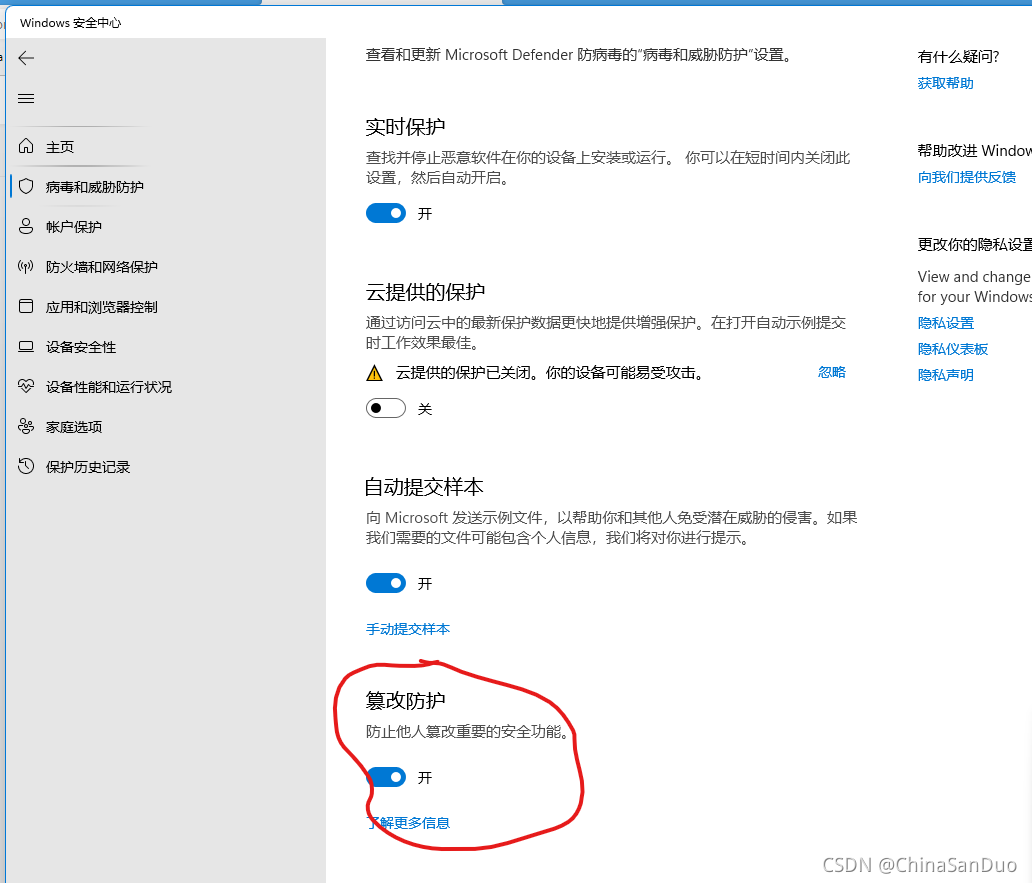 Windows 安全中心
主页
病毒和威胁防护
帐户保护
防火墙和网络保护
应用和浏览器控制
设备安全性
设备性能和运行状况
家庭选项
保护历史记录
查看和更新 Microsoft Defender 防病毒的“病毒和威胁防护”设置。
实时保护
查找并停止恶意软件在你的设备上安装或运行。 你可以在短时间内关闭此
设置，然后自动开启。
开
云提供的保护
通过访问云中的最新保护数据更快地提供增强保护。在打开自动示例提交
时工作效果最佳。
云提供的保护已关闭。你的设备可能易受攻击。
忽略
关
自动提交样本
向 Microsoft 发送示例文件，以帮助你和其他人免受潜在威胁的侵害。如果
我们需要的文件可能包含个人信息，我们将对你进行提示。
开
手动提交样本
篡改防护
防止他人篡改重要的安全功能。
开
了解更多信息
有什么疑问?
获取帮助
帮助改进 Window
向我们提供反馈
更改你的隐私设置
View and change
for your Windows
隐私设置
隐私仪表板
隐私声明
CSDN @ChinaSanDuo